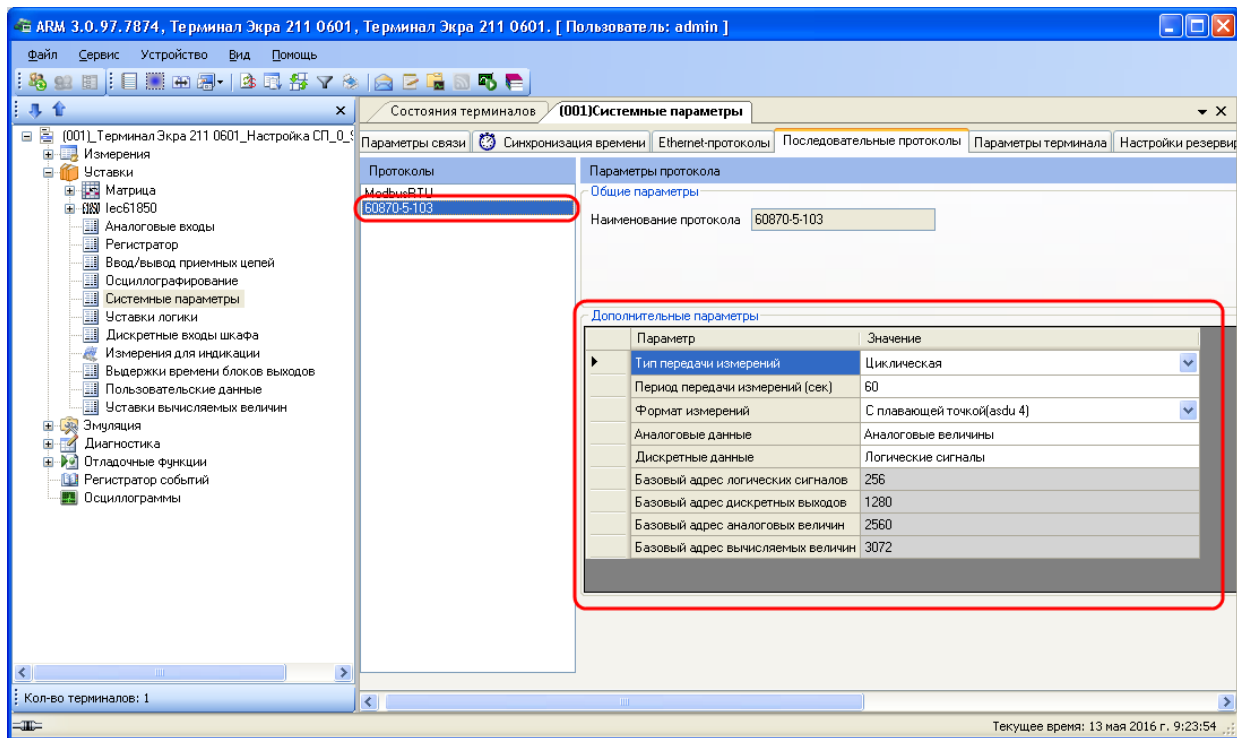 ARM 3.0.97.7874, Терминал Экра 211 0601, Терминал Экра 211 0601. [ Пользователь: admin ]
Файл Сервис Устройство Вид Помощь
Состояния терминалов (001)Системные параметры
(001)_Терминал Экра 211 0601_Настройка СП_0_
Измерения
Уставки
Матрица
Iec61850
Аналоговые входы
Регистратор
Ввод/вывод приемных цепей
Осциллографирование
Системные параметры
Уставки логики
Дискретные входы шкафа
Измерения для индикации
Выдержки времени блоков выходов
Пользовательские данные
Уставки вычисляемых величин
Эмуляция
Диагностика
Отладочные функции
Регистратор событий
Осциллограммы
Кол-во терминалов: 1
Параметры связи Синхронизация времени Ethernet-протоколы Последовательные протоколы Параметры терминала Настройки резерви
Протоколы
ModbusRTU
60870-5-103
Параметры протокола
Общие параметры
Наименование протокола 60870-5-103
Дополнительные параметры
Параметр Значение
Тип передачи измерений Циклическая
Период передачи измерений (сек) 60
Формат измерений С плавающей точкой(asdu 4)
Аналоговые данные Аналоговые величины
Дискретные данные Логические сигналы
Базовый адрес логических сигналов 256
Базовый адрес дискретных выходов 1280
Базовый адрес аналоговых величин 2560
Базовый адрес вычисляемых величин 3072
Текущее время: 13 мая 2016 г. 9:23:54